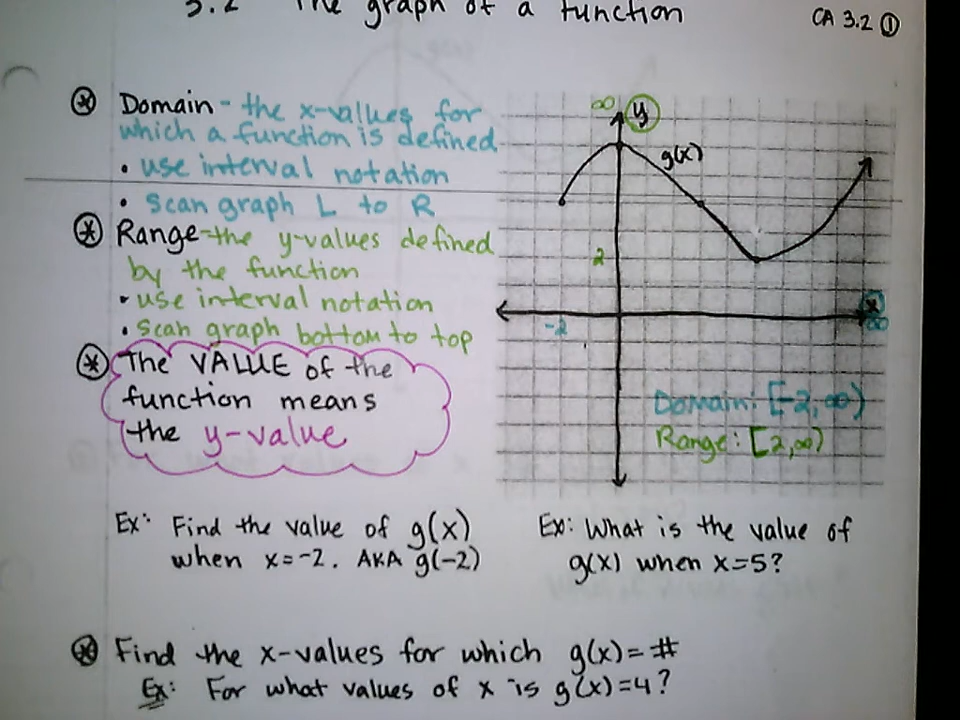 3.2 The graph of a function
CA 3.2 ①
⊛ Domain - the x-values for
which a function is defined
• use interval notation
• scan graph L to R
⊛ Range - the y-values defined
by the function
• use interval notation
• scan graph bottom to top
⊛ The VALUE of the
function means
the y-value
∞ y
g(x)
2
-2
x
∞
Domain: [-2, ∞)
Range: [2, ∞)
Ex: Find the value of g(x)
when x = -2. AKA g(-2)
Ex: What is the value of
g(x) when x=5?
⊛ Find the x-values for which g(x) = #
Ex: For what values of x is g(x)=4?